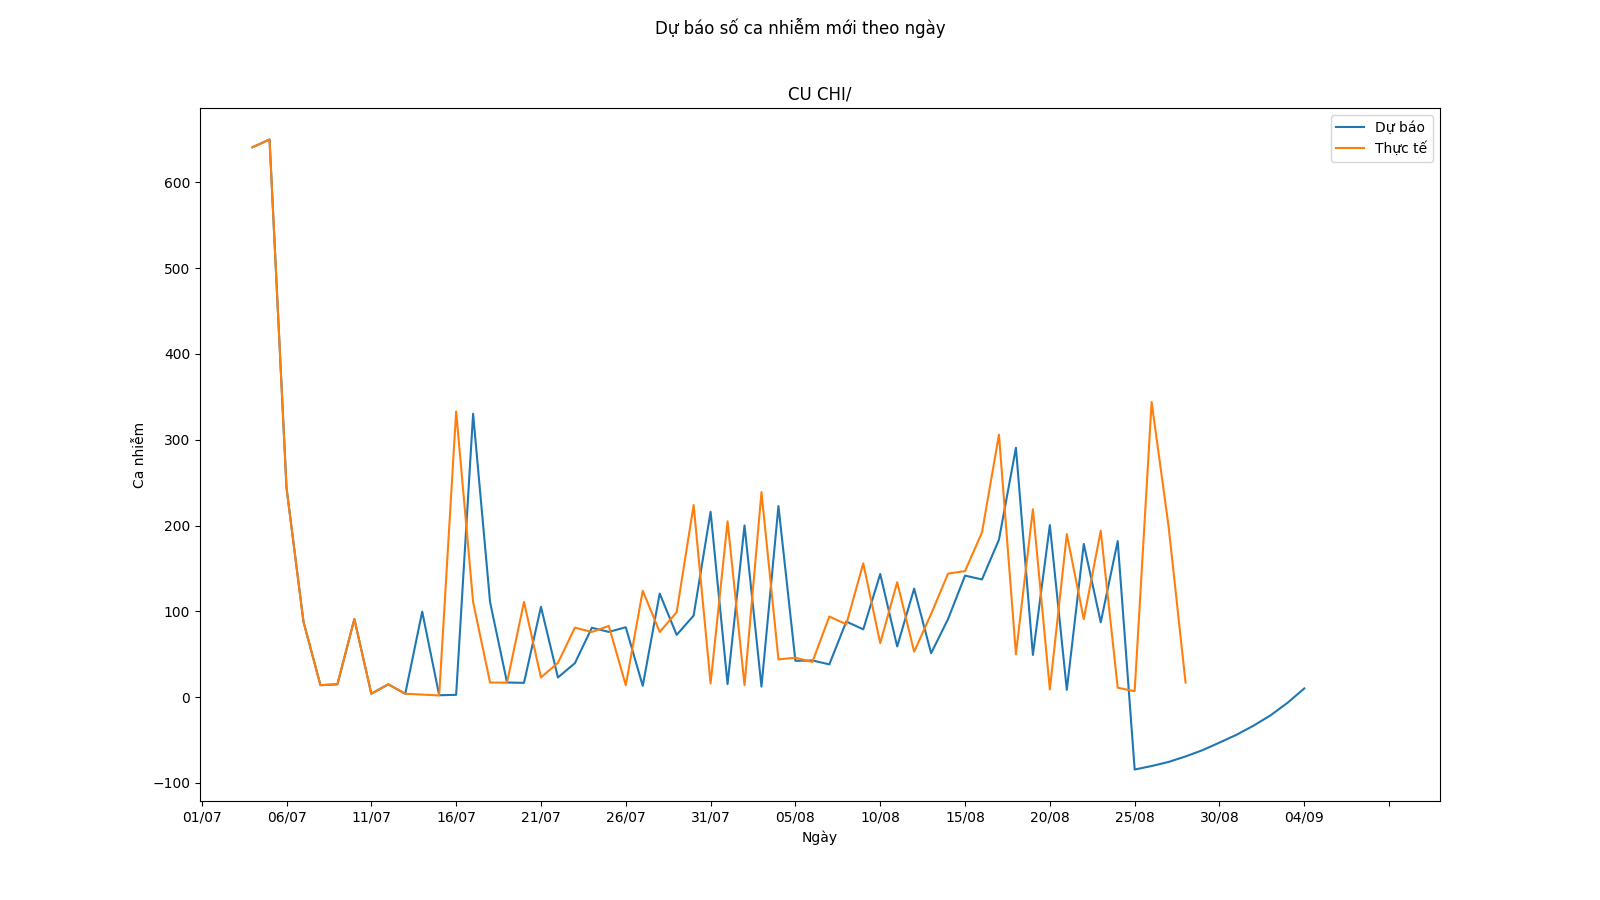 Dự báo số ca nhiễm mới theo ngày
CU CHI/
Dự báo
Thực tế
600
500
400
300
200
100
0
−100
Ca nhiễm
01/07 06/07 11/07 16/07 21/07 26/07 31/07 05/08 10/08 15/08 20/08 25/08 30/08 04/09
Ngày